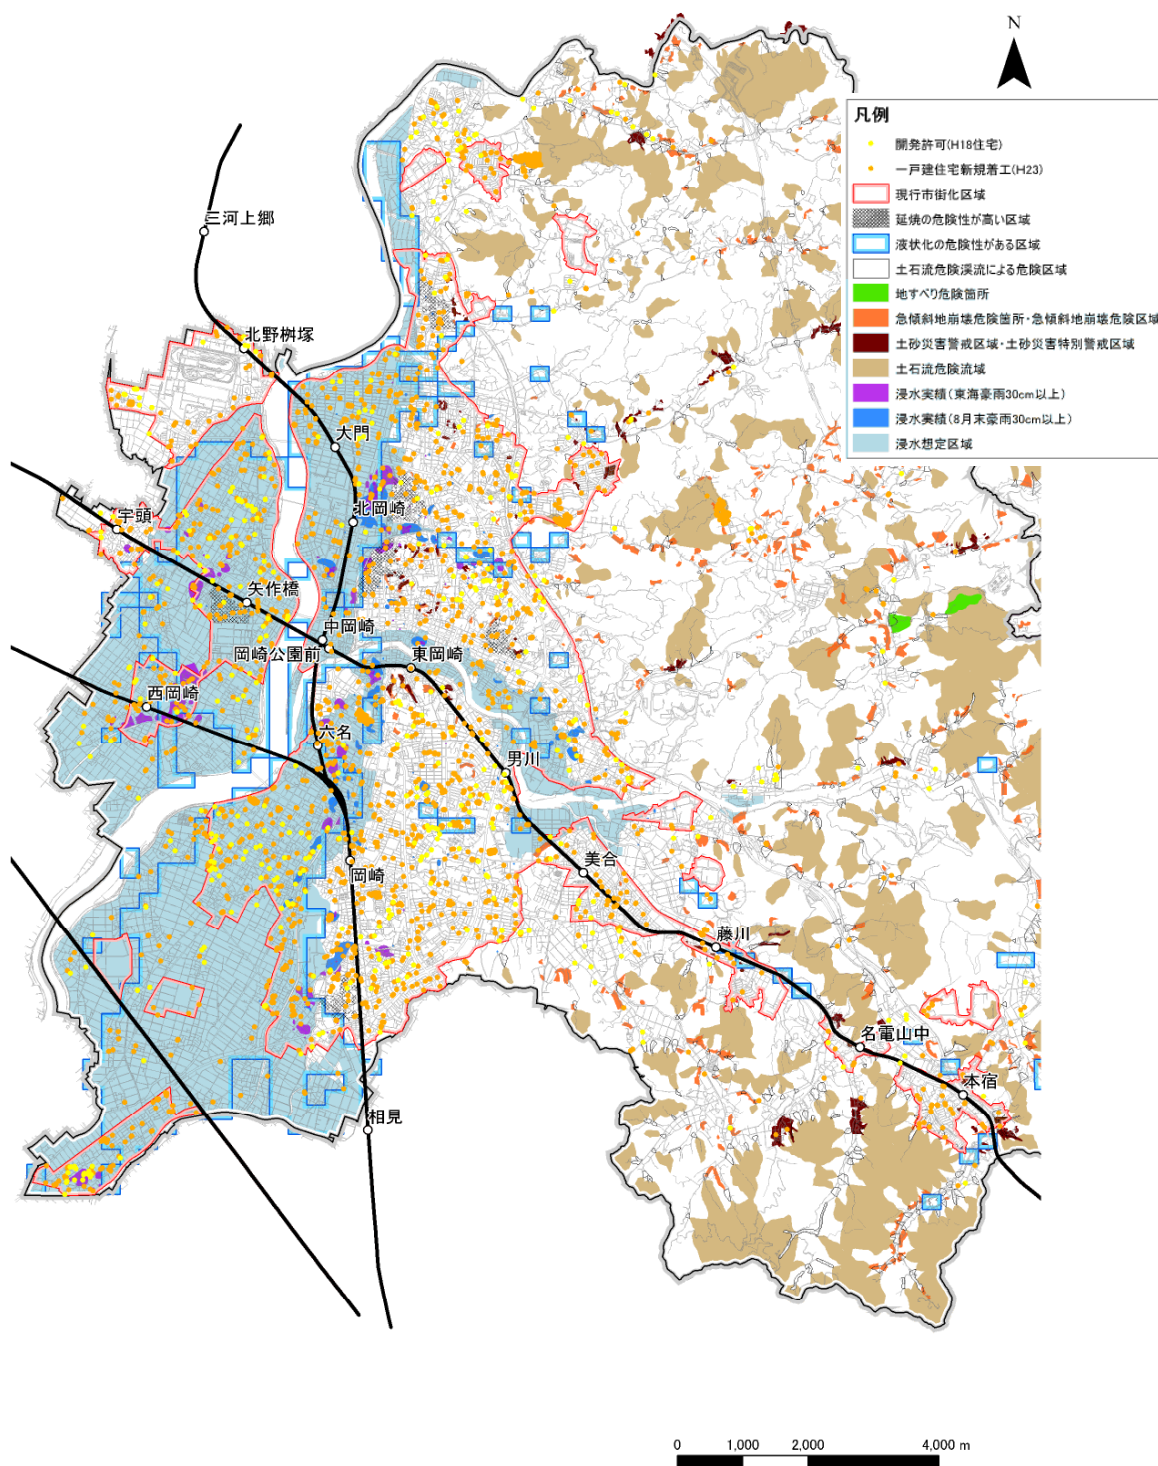 N
凡例
開発許可(H18住宅)
一戸建住宅新規着工(H23)
現行市街化区域
延焼の危険性が高い区域
液状化の危険性がある区域
土石流危険渓流による危険区域
地すべり危険箇所
急傾斜地崩壊危険箇所・急傾斜地崩壊危険区域
土砂災害警戒区域・土砂災害特別警戒区域
土石流危険流域
浸水実績(東海豪雨30cm以上)
浸水実績(8月末豪雨30cm以上)
浸水想定区域
三河上郷
北野桝塚
大門
北岡崎
宇頭
矢作橋
中岡崎
岡崎公園前
東岡崎
西岡崎
六名
男川
岡崎
美合
藤川
名電山中
本宿
相見
0 1,000 2,000 4,000 m